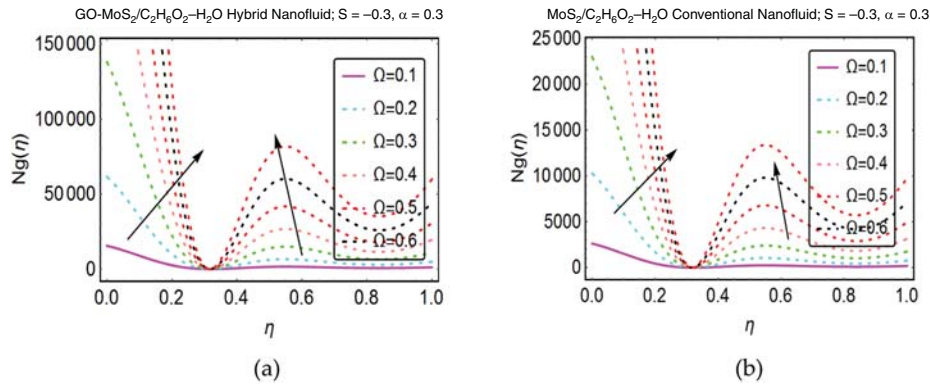 GO-MoS₂/C₂H₆O₂–H₂O Hybrid Nanofluid; S = –0.3, α = 0.3
150 000
100 000
50 000
0
Ng(η)
Ω=0.1
Ω=0.2
Ω=0.3
Ω=0.4
Ω=0.5
Ω=0.6
0.0 0.2 0.4 0.6 0.8 1.0
η
(a)
MoS₂/C₂H₆O₂–H₂O Conventional Nanofluid; S = –0.3, α = 0.3
25 000
20 000
15 000
10 000
5000
0
Ng(η)
Ω=0.1
Ω=0.2
Ω=0.3
Ω=0.4
Ω=0.5
Ω=0.6
0.0 0.2 0.4 0.6 0.8 1.0
η
(b)